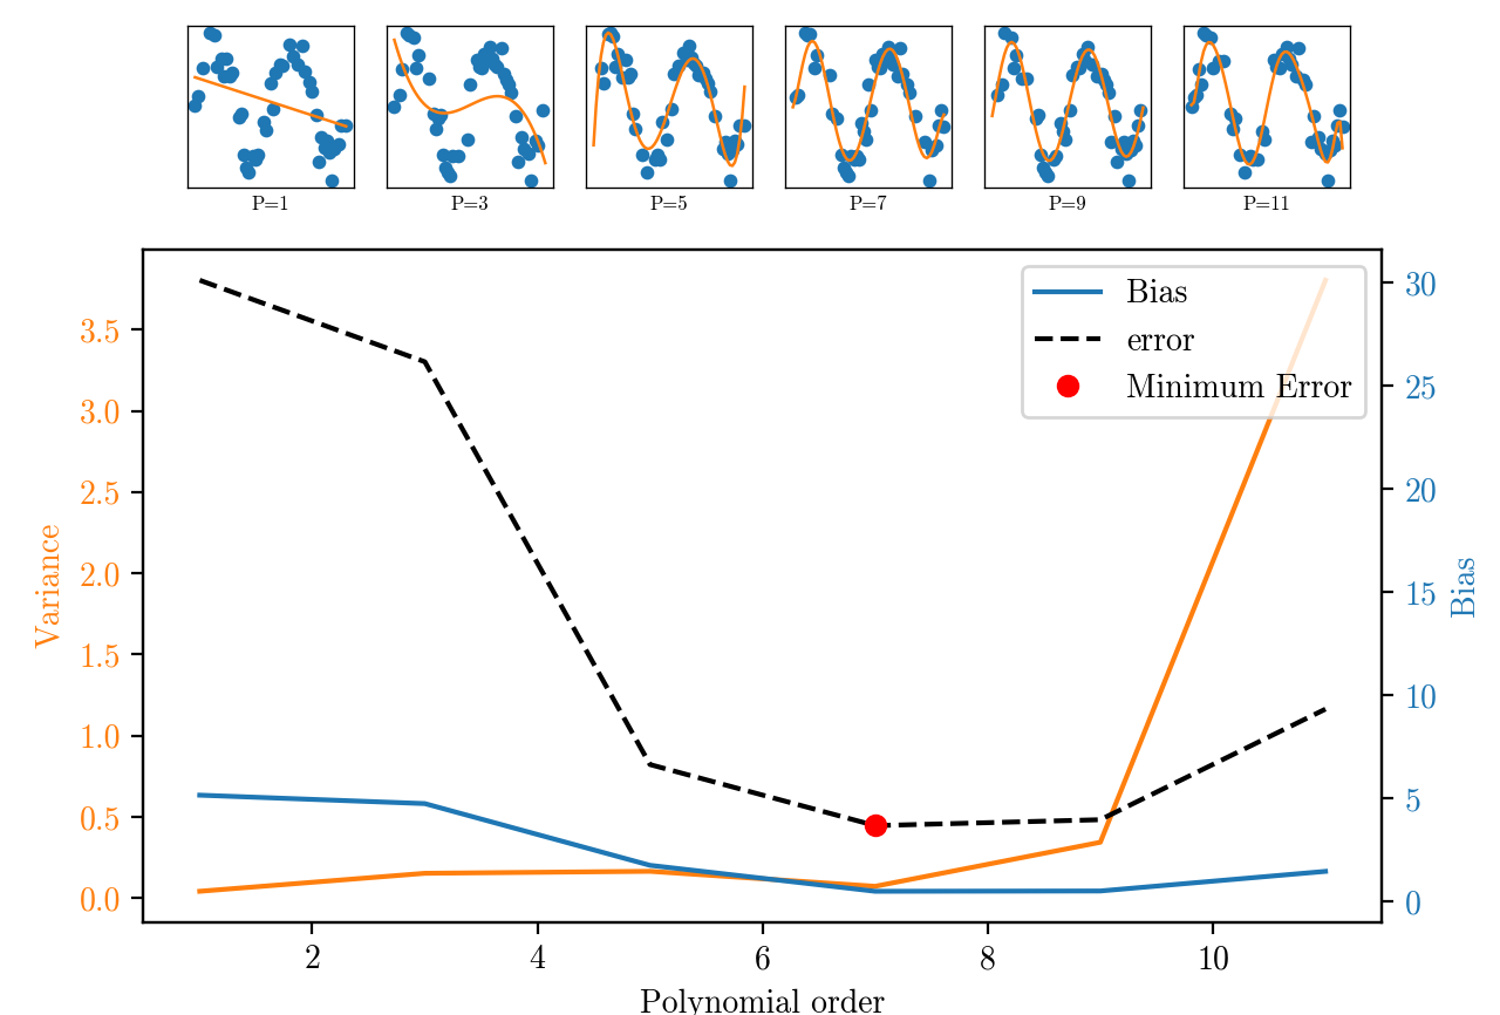 P=1 P=3 P=5 P=7 P=9 P=11
Bias
error
Minimum Error
3.5
3.0
2.5
2.0
1.5
1.0
0.5
0.0
Variance
30
25
20
15
10
5
0
Bias
2 4 6 8 10
Polynomial order